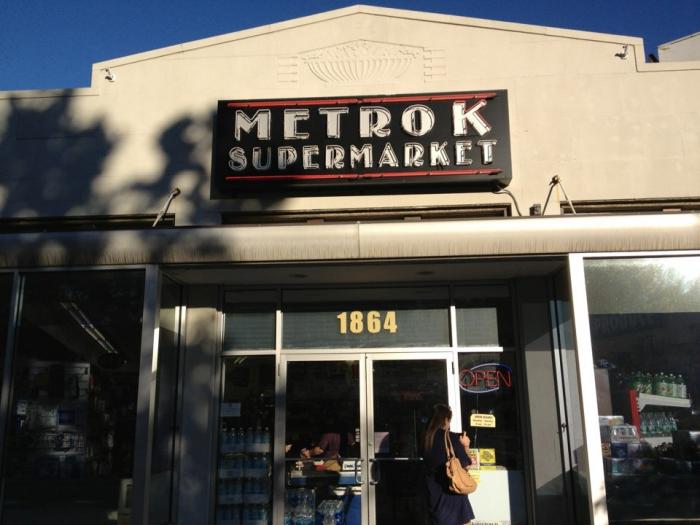 METRO K
SUPERMARKET
1864
OPEN